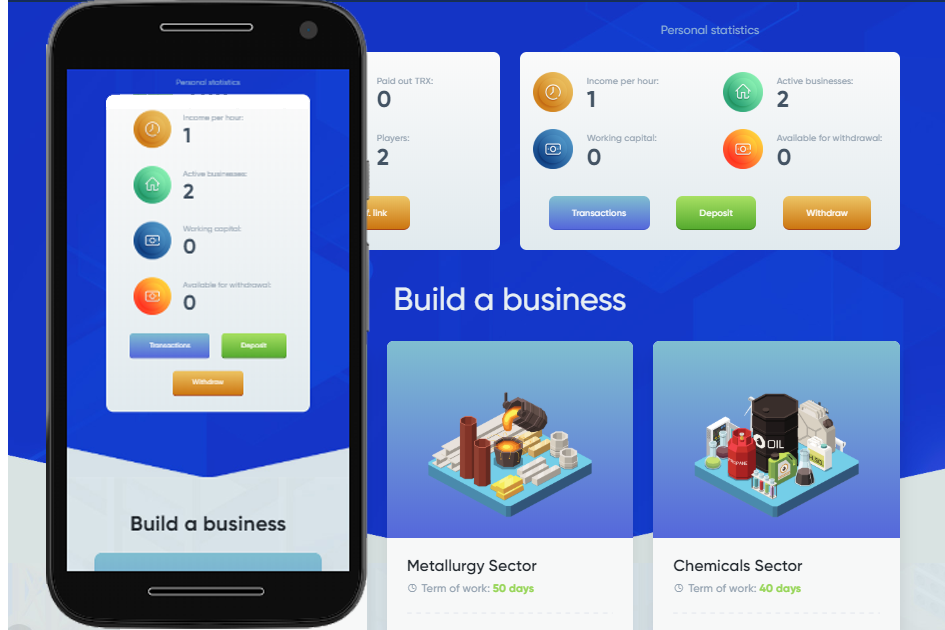 Personal statistics
Income per hour:
1
Active businesses:
2
Working capital:
0
Available for withdrawal:
0
Transactions
Deposit
Withdraw
Build a business
Paid out TRX:
0
Players:
2
link
Personal statistics
Income per hour:
1
Active businesses:
2
Working capital:
0
Available for withdrawal:
0
Transactions
Deposit
Withdraw
Build a business
OIL
PROPANE
Metallurgy Sector
Term of work: 50 days
Chemicals Sector
Term of work: 40 days